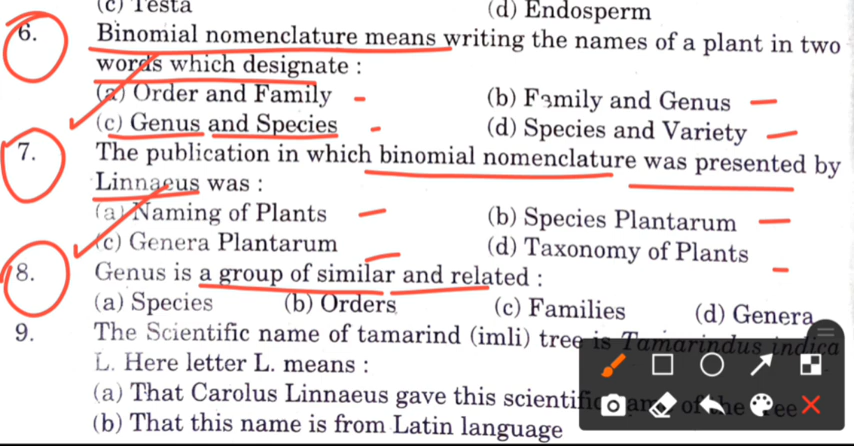 (c) Testa (d) Endosperm
6. Binomial nomenclature means writing the names of a plant in two
words which designate :
(a) Order and Family (b) Family and Genus
(c) Genus and Species (d) Species and Variety
7. The publication in which binomial nomenclature was presented by
Linnaeus was :
(a) Naming of Plants (b) Species Plantarum
(c) Genera Plantarum (d) Taxonomy of Plants
8. Genus is a group of similar and related :
(a) Species (b) Orders (c) Families (d) Genera
9. The Scientific name of tamarind (imli) tree is Tamarindus indica
L. Here letter L. means :
(a) That Carolus Linnaeus gave this scientific name of the tree
(b) That this name is from Latin language